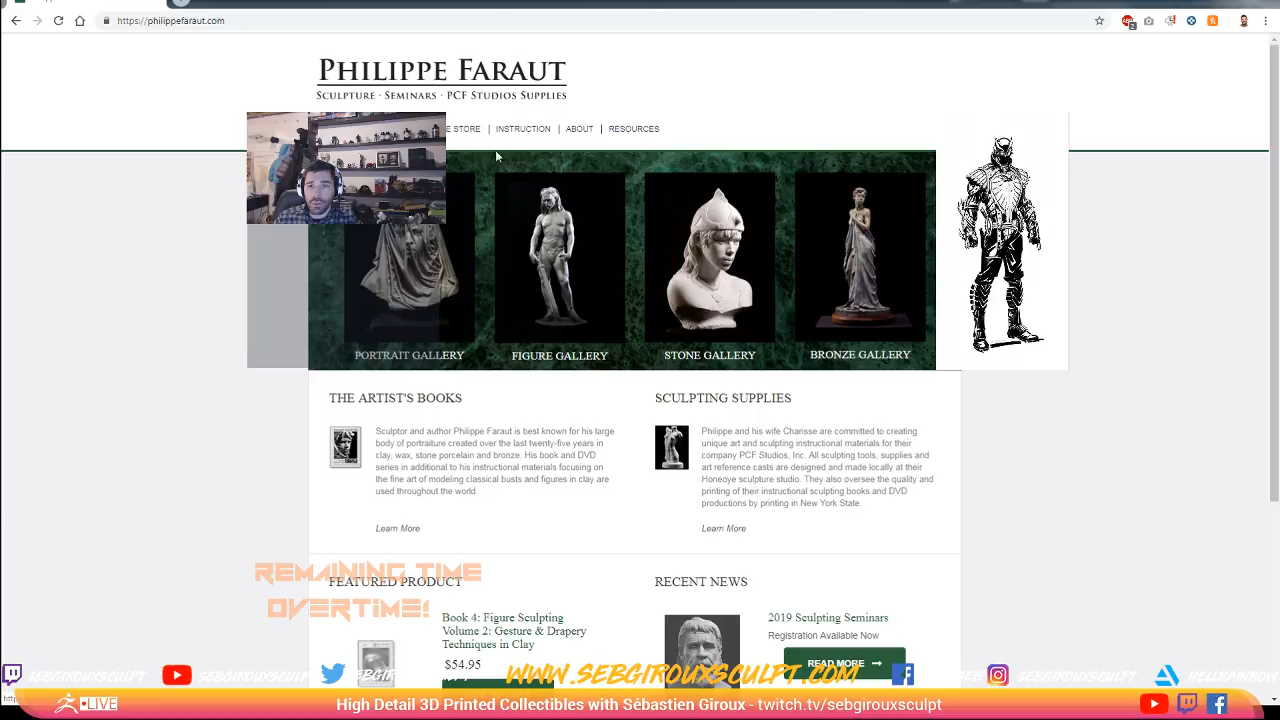 https://philippefaraut.com
2
PHILIPPE FARAUT
SCULPTURE · SEMINARS · PCF STUDIOS SUPPLIES
E STORE | INSTRUCTION | ABOUT | RESOURCES
PORTRAIT GALLERY
FIGURE GALLERY
STONE GALLERY
BRONZE GALLERY
THE ARTIST'S BOOKS
Sculptor and author Philippe Faraut is best known for his large
body of portraiture created over the last twenty-five years in
clay, wax, stone porcelain and bronze. His book and DVD
series in additional to his instructional materials focusing on
the fine art of modeling classical busts and figures in clay are
used throughout the world.
Learn More
SCULPTING SUPPLIES
Philippe and his wife Charisse are committed to creating
unique art and sculpting instructional materials for their
company PCF Studios, Inc. All sculpting tools, supplies and
art reference casts are designed and made locally at their
Honeoye sculpture studio. They also oversee the quality and
printing of their instructional sculpting books and DVD
productions by printing in New York State.
Learn More
REMAINING TIME
OVERTIME!
FEATURED PRODUCT
Book 4: Figure Sculpting
Volume 2: Gesture & Drapery
Techniques in Clay
$54.95
RECENT NEWS
2019 Sculpting Seminars
Registration Available Now
READ MORE
WWW.SEBGIROUXSCULPT.COM
LIVE
High Detail 3D Printed Collectibles with Sébastien Giroux - twitch.tv/sebgirouxsculpt